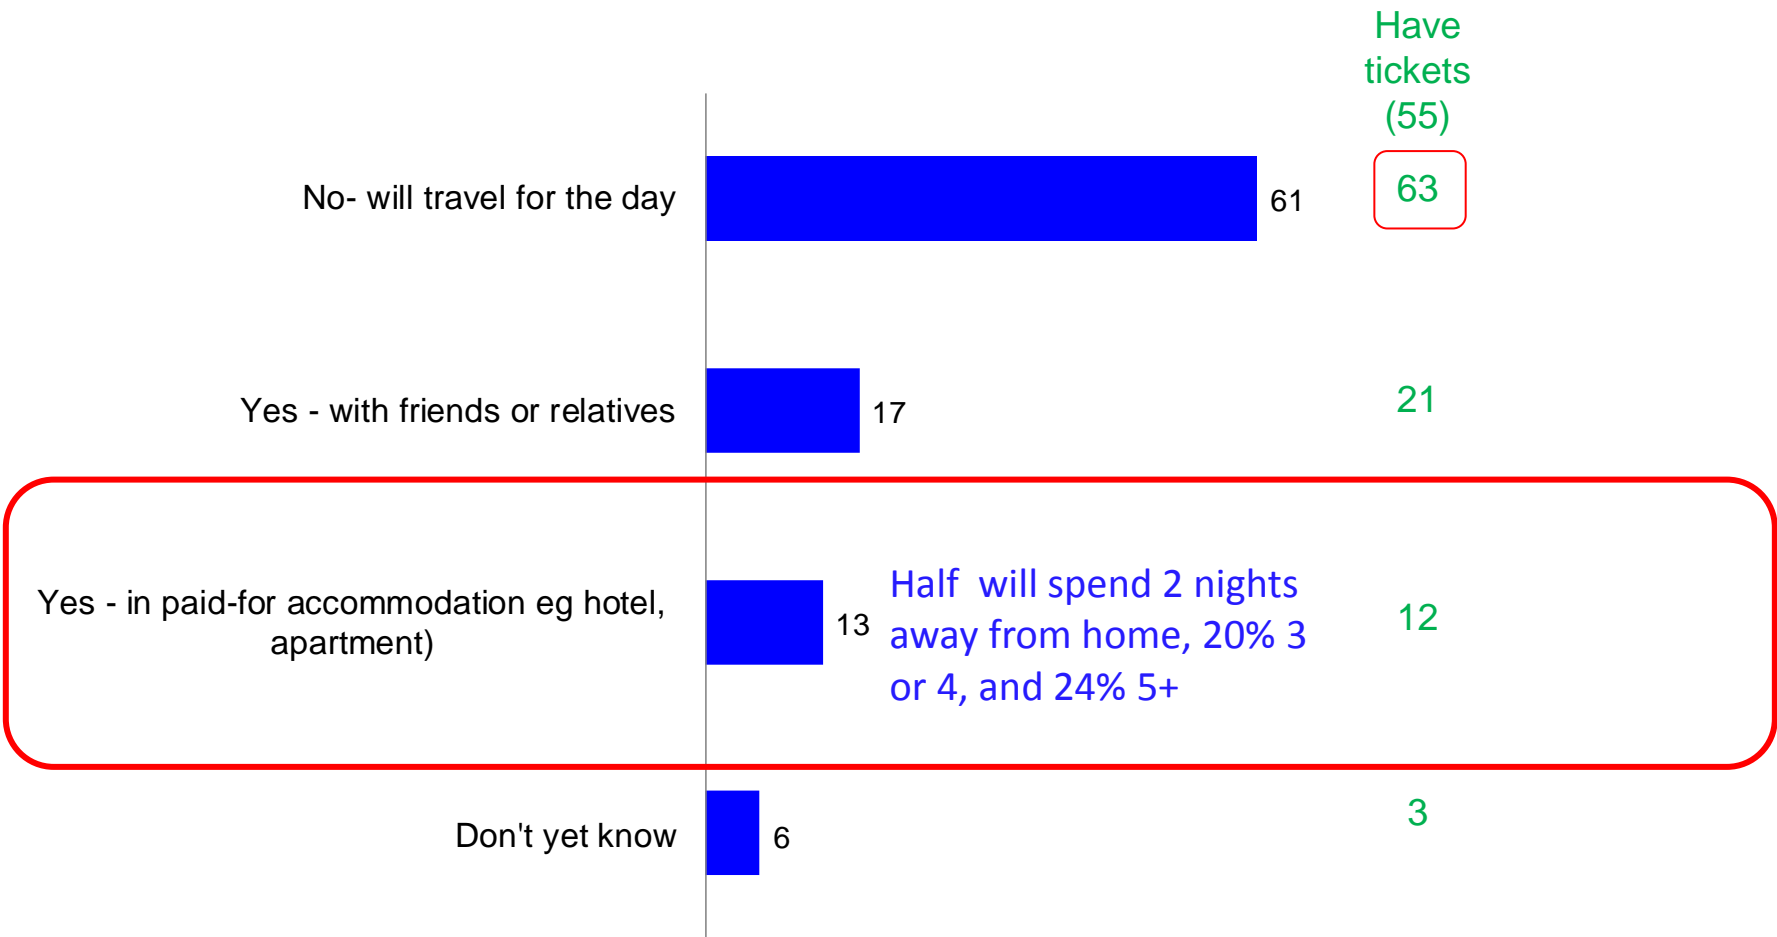 Have
tickets
(55)
No- will travel for the day
61
63
Yes - with friends or relatives
17
21
Yes - in paid-for accommodation eg hotel,
apartment)
13
Half  will spend 2 nights
away from home, 20% 3
or 4, and 24% 5+
12
Don't yet know
6
3